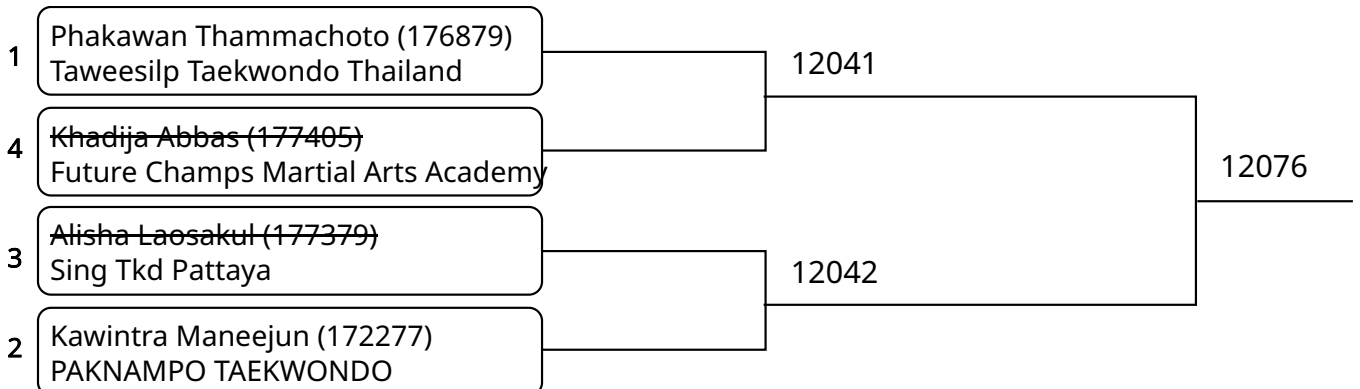 1
Phakawan Thammachoto (176879)
Taweesilp Taekwondo Thailand
12041
4
Khadija Abbas (177405)
Future Champs Martial Arts Academy
12076
3
Alisha Laosakul (177379)
Sing Tkd Pattaya
12042
2
Kawintra Maneejun (172277)
PAKNAMPO TAEKWONDO